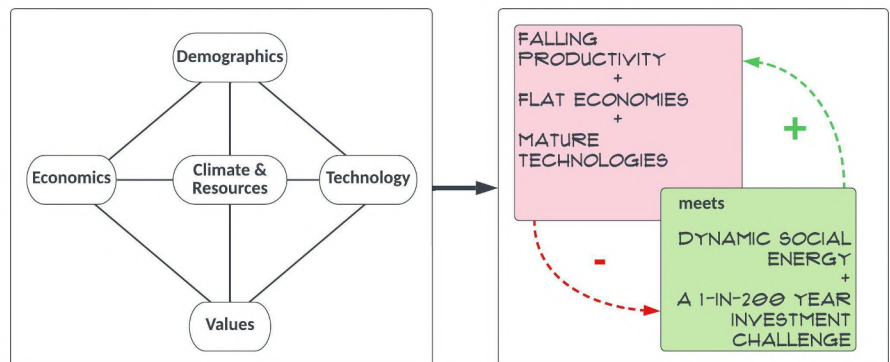 Demographics
Economics
Climate &
Resources
Technology
Values
FALLING
PRODUCTIVITY
+
FLAT ECONOMIES
+
MATURE
TECHNOLOGIES
+
-
meets
DYNAMIC SOCIAL
ENERGY
+
A 1-IN-200 YEAR
INVESTMENT
CHALLENGE